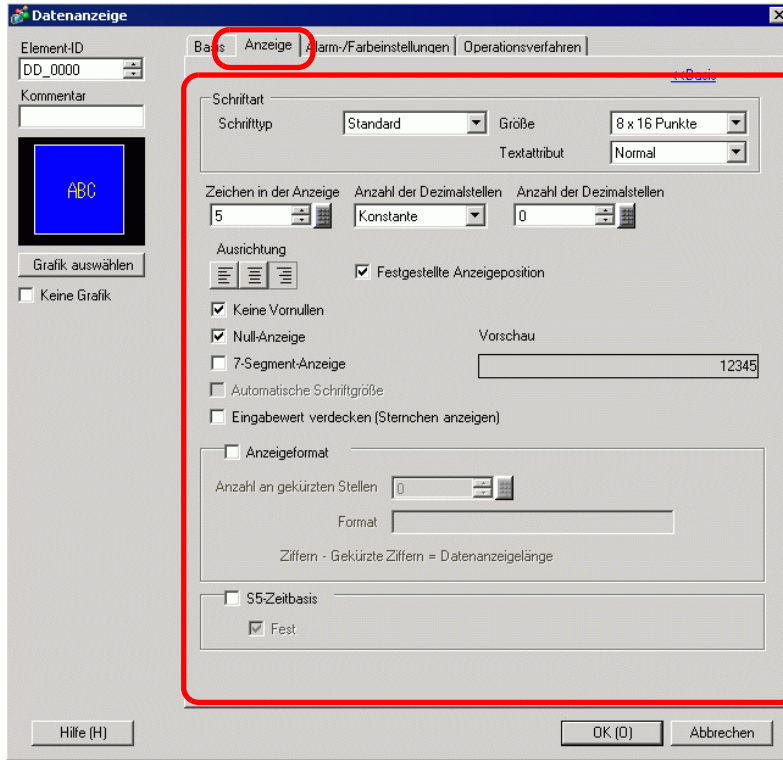 Datenanzeige
Element-ID
DD_0000
Kommentar
ABC
Grafik auswählen
Keine Grafik
Basis Anzeige Alarm-/Farbeinstellungen Operationsverfahren
<<Basis
Schriftart
Schrifttyp Standard Größe 8 x 16 Punkte
Textattribut Normal
Zeichen in der Anzeige Anzahl der Dezimalstellen Anzahl der Dezimalstellen
5 Konstante 0
Ausrichtung
Festgestellte Anzeigeposition
Keine Vornullen
Null-Anzeige Vorschau
7-Segment-Anzeige 12345
Automatische Schriftgröße
Eingabewert verdecken (Sternchen anzeigen)
Anzeigeformat
Anzahl an gekürzten Stellen 0
Format
Ziffern - Gekürzte Ziffern = Datenanzeigelänge
S5-Zeitbasis
Fest
Hilfe (H) OK (O) Abbrechen